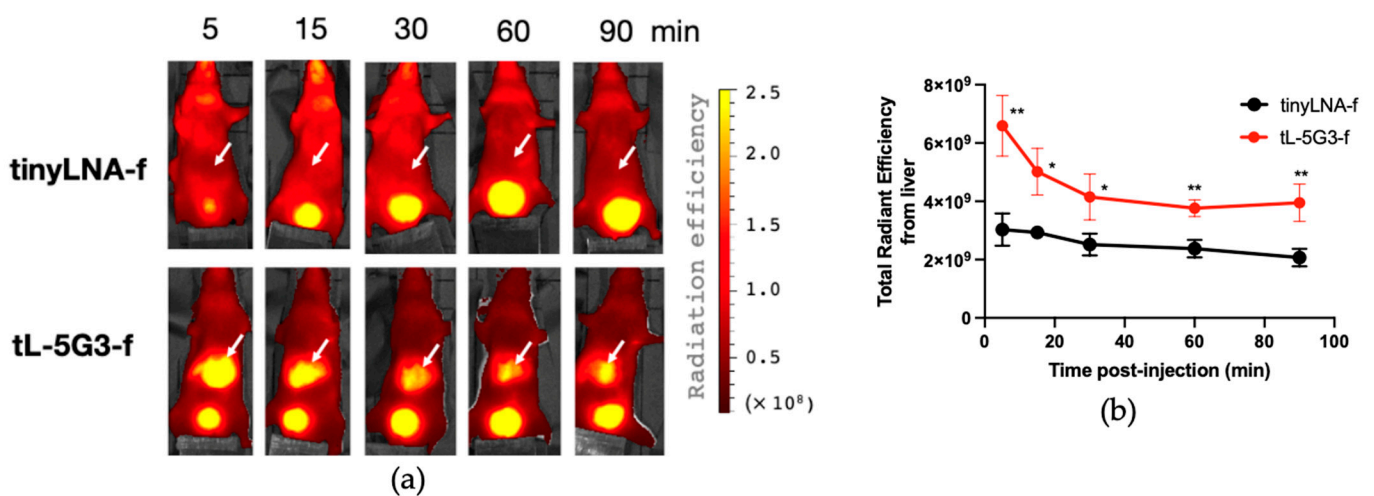 5 15 30 60 90 min
tinyLNA-f
tL-5G3-f
Radiation efficiency
2.5
2.0
1.5
1.0
0.5
(× 10⁸)
(a)
8×10⁹
6×10⁹
4×10⁹
2×10⁹
0
Total Radiant Efficiency
from liver
** * * ** **
tinyLNA-f
tL-5G3-f
0 20 40 60 80 100
Time post-injection (min)
(b)